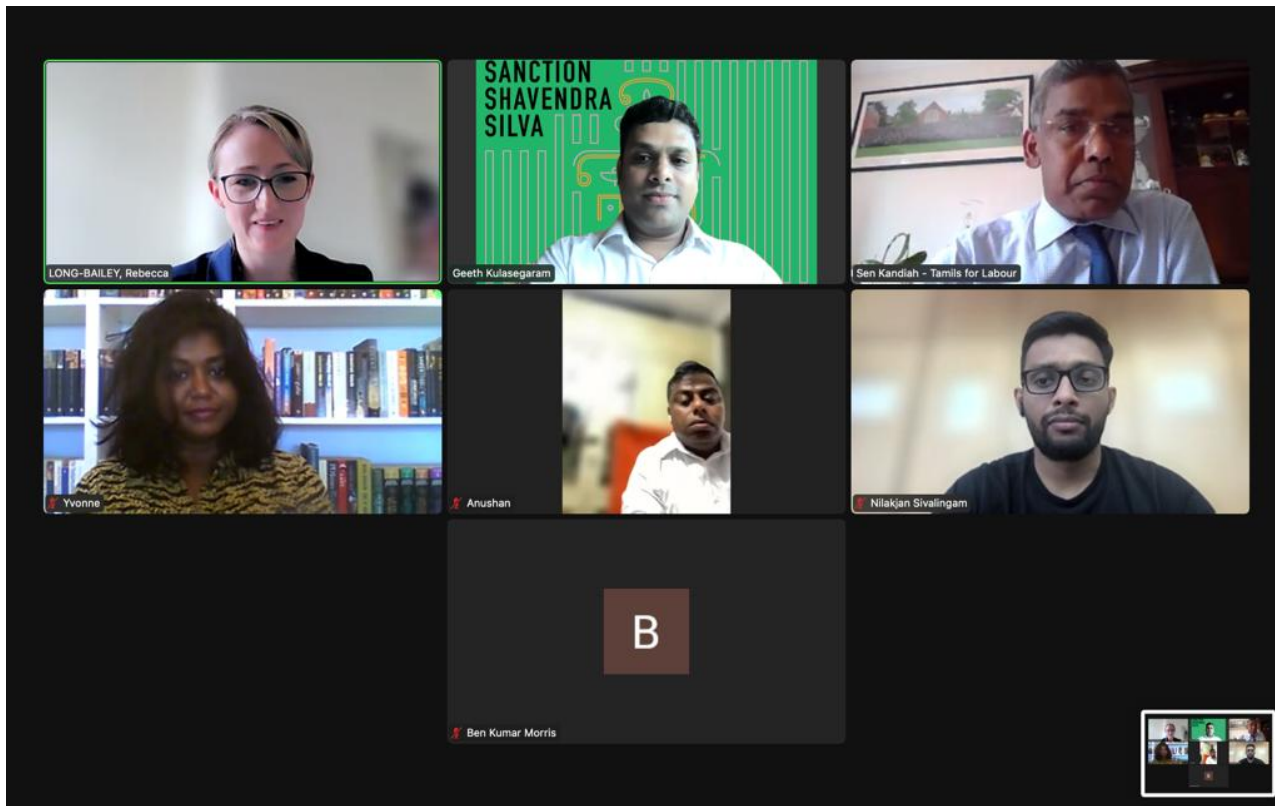 SANCTION
SHAVENDRA
SILVA
LONG-BAILEY, Rebecca
Geeth Kulasegaram
Sen Kandiah - Tamils for Labour
Yvonne
Anushan
Nilakjan Sivalingam
B
Ben Kumar Morris